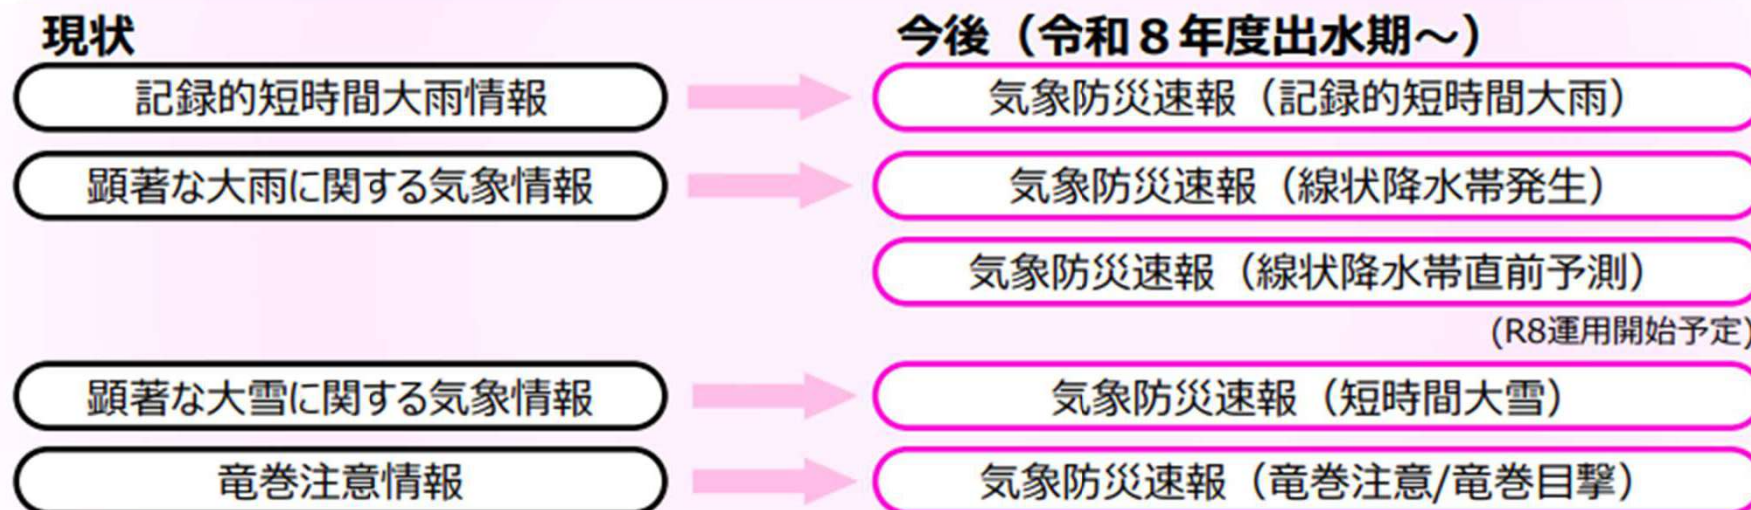 現状
今後（令和８年度出水期～）
記録的短時間大雨情報
気象防災速報（記録的短時間大雨）
顕著な大雨に関する気象情報
気象防災速報（線状降水帯発生）
気象防災速報（線状降水帯直前予測）
(R8運用開始予定)
顕著な大雪に関する気象情報
気象防災速報（短時間大雪）
竜巻注意情報
気象防災速報（竜巻注意/竜巻目撃）